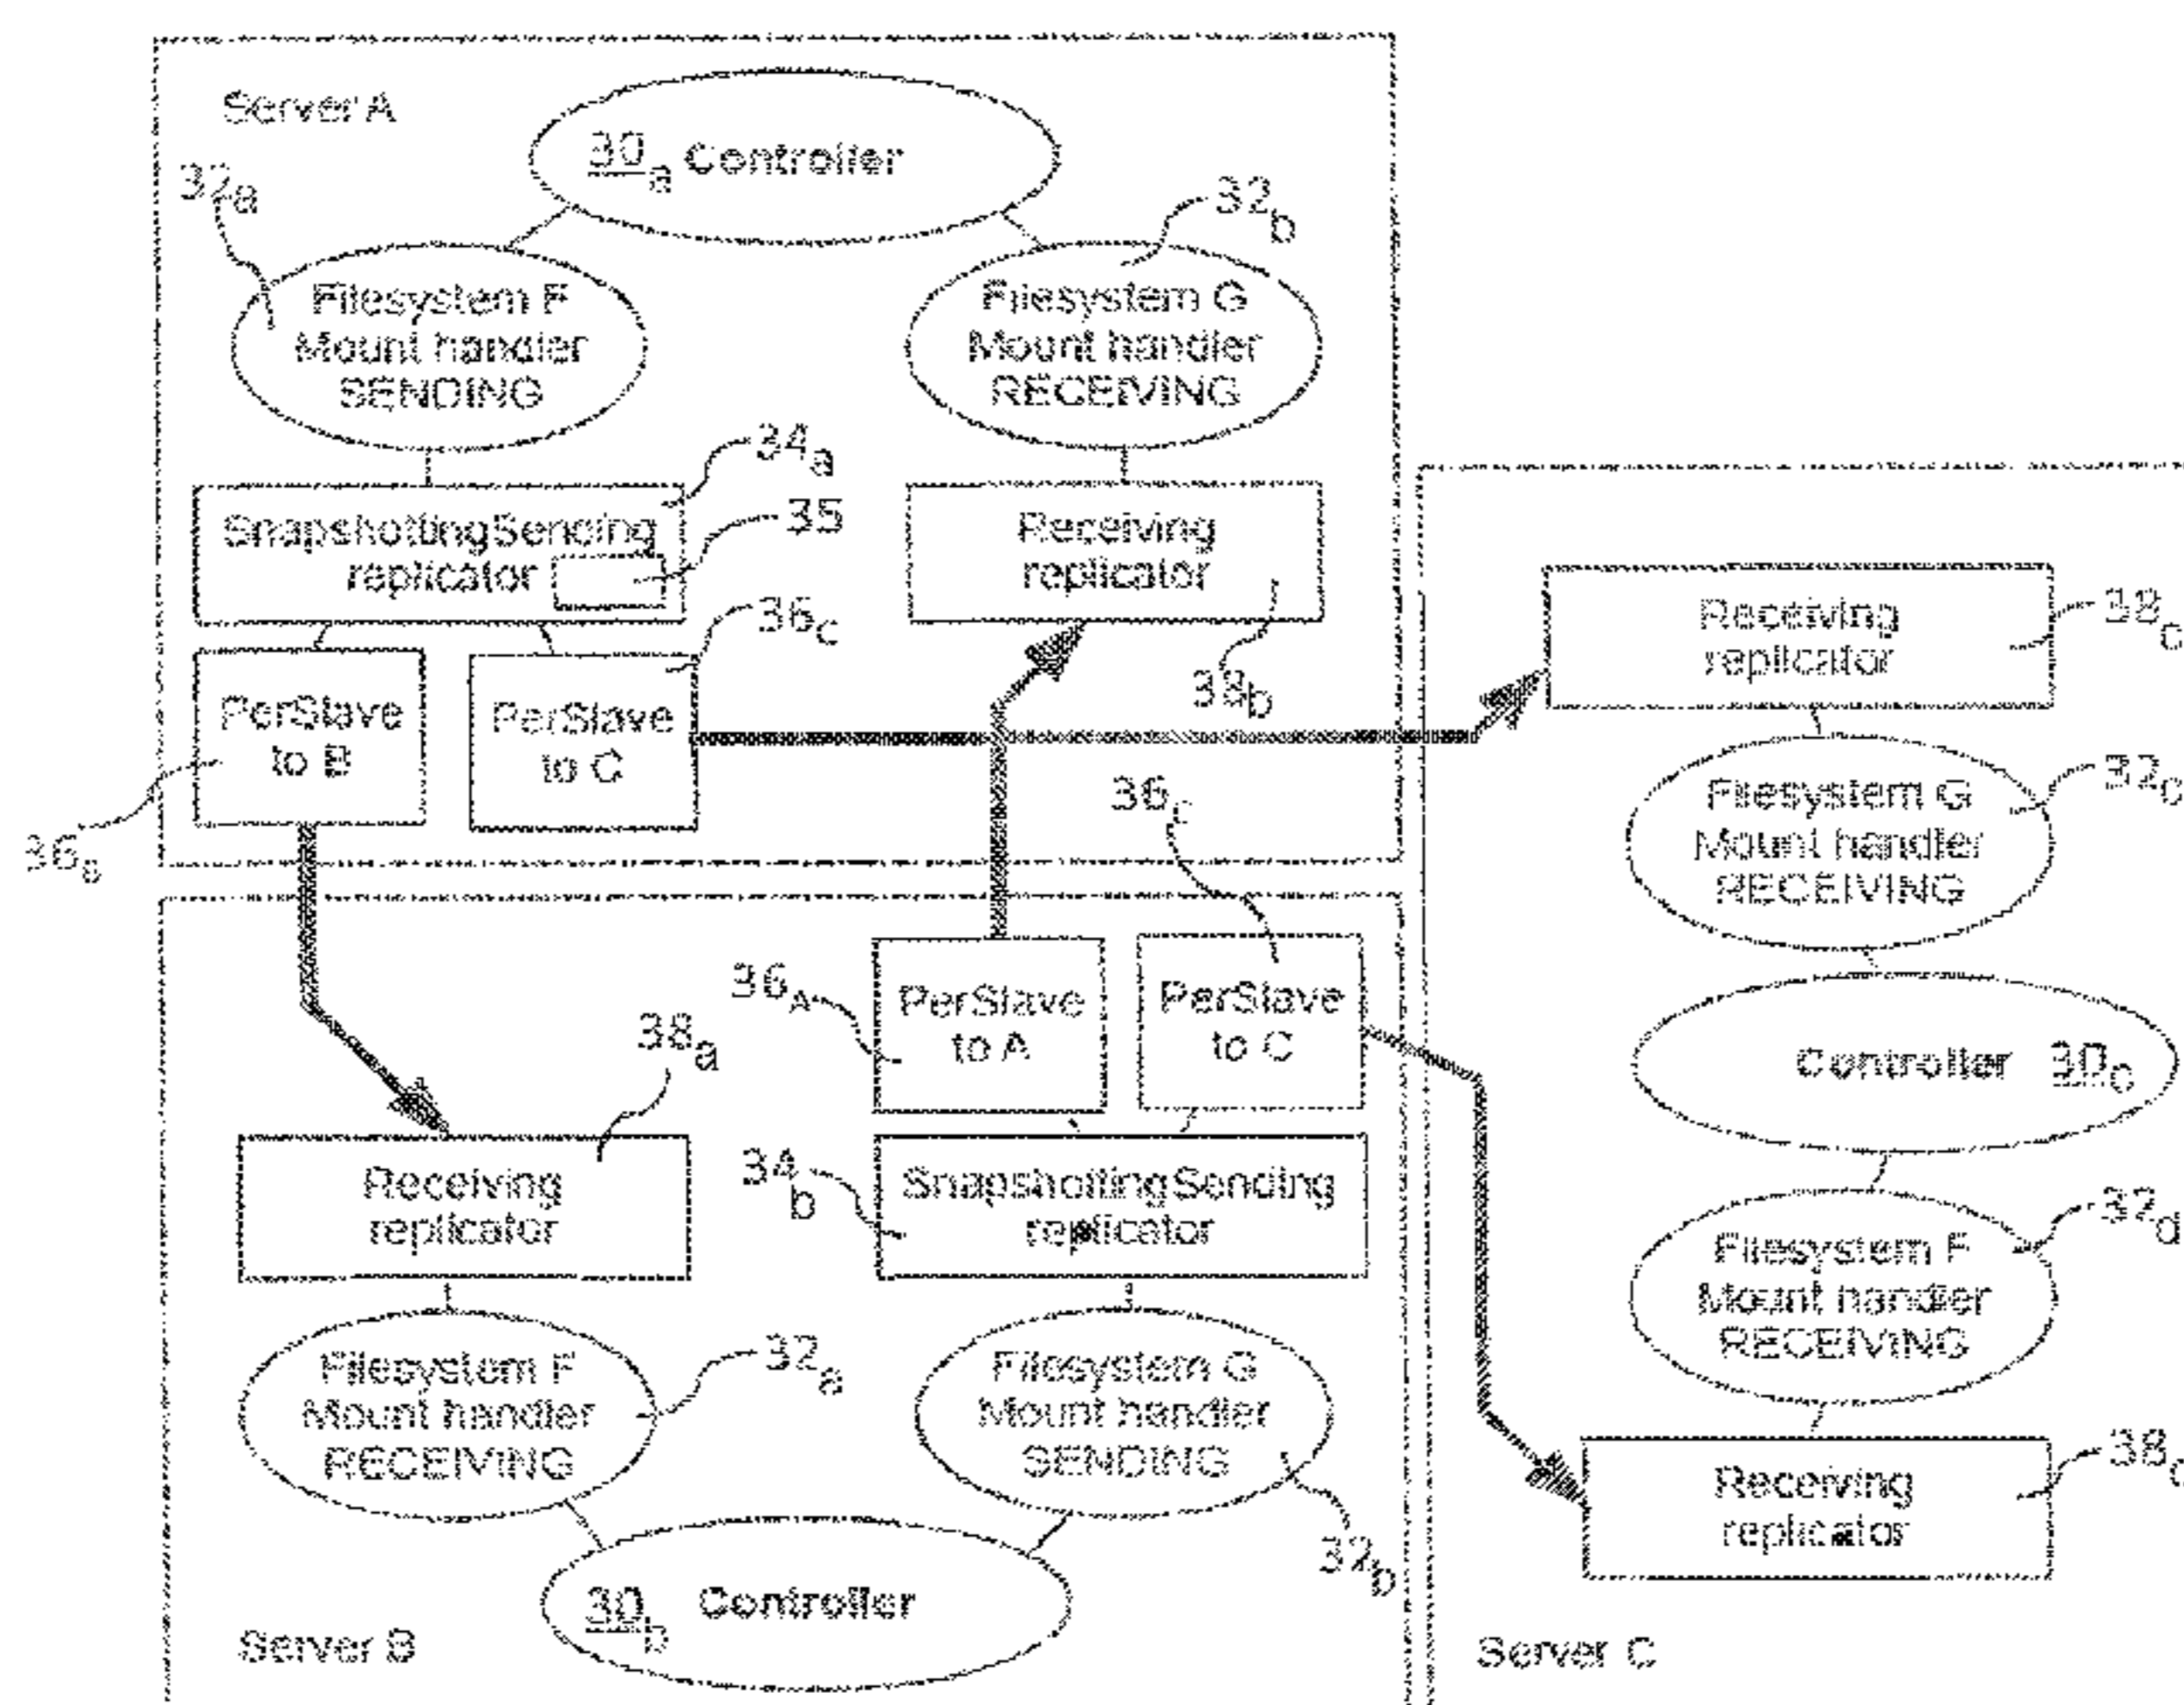 Server A
30a Controller
32a
32b
Filesystem F
Mount handler
SENDING
Filesystem G
Mount handler
RECEIVING
34a
SnapshottingSending
replicator
35
Receiving
replicator
36c
38b
PerSlave
to B
PerSlave
to C
Receiving
replicator
38c
Filesystem G
Mount handler
RECEIVING
32c
36c
36A
PerSlave
to A
PerSlave
to C
38a
Controller 30c
Receiving
replicator
34b
SnapshottingSending
replicator
Filesystem F
Mount handler
RECEIVING
32d
Filesystem F
Mount handler
RECEIVING
32a
Filesystem G
Mount handler
SENDING
32b
Receiving
replicator
30b Controller
Server B
Server C